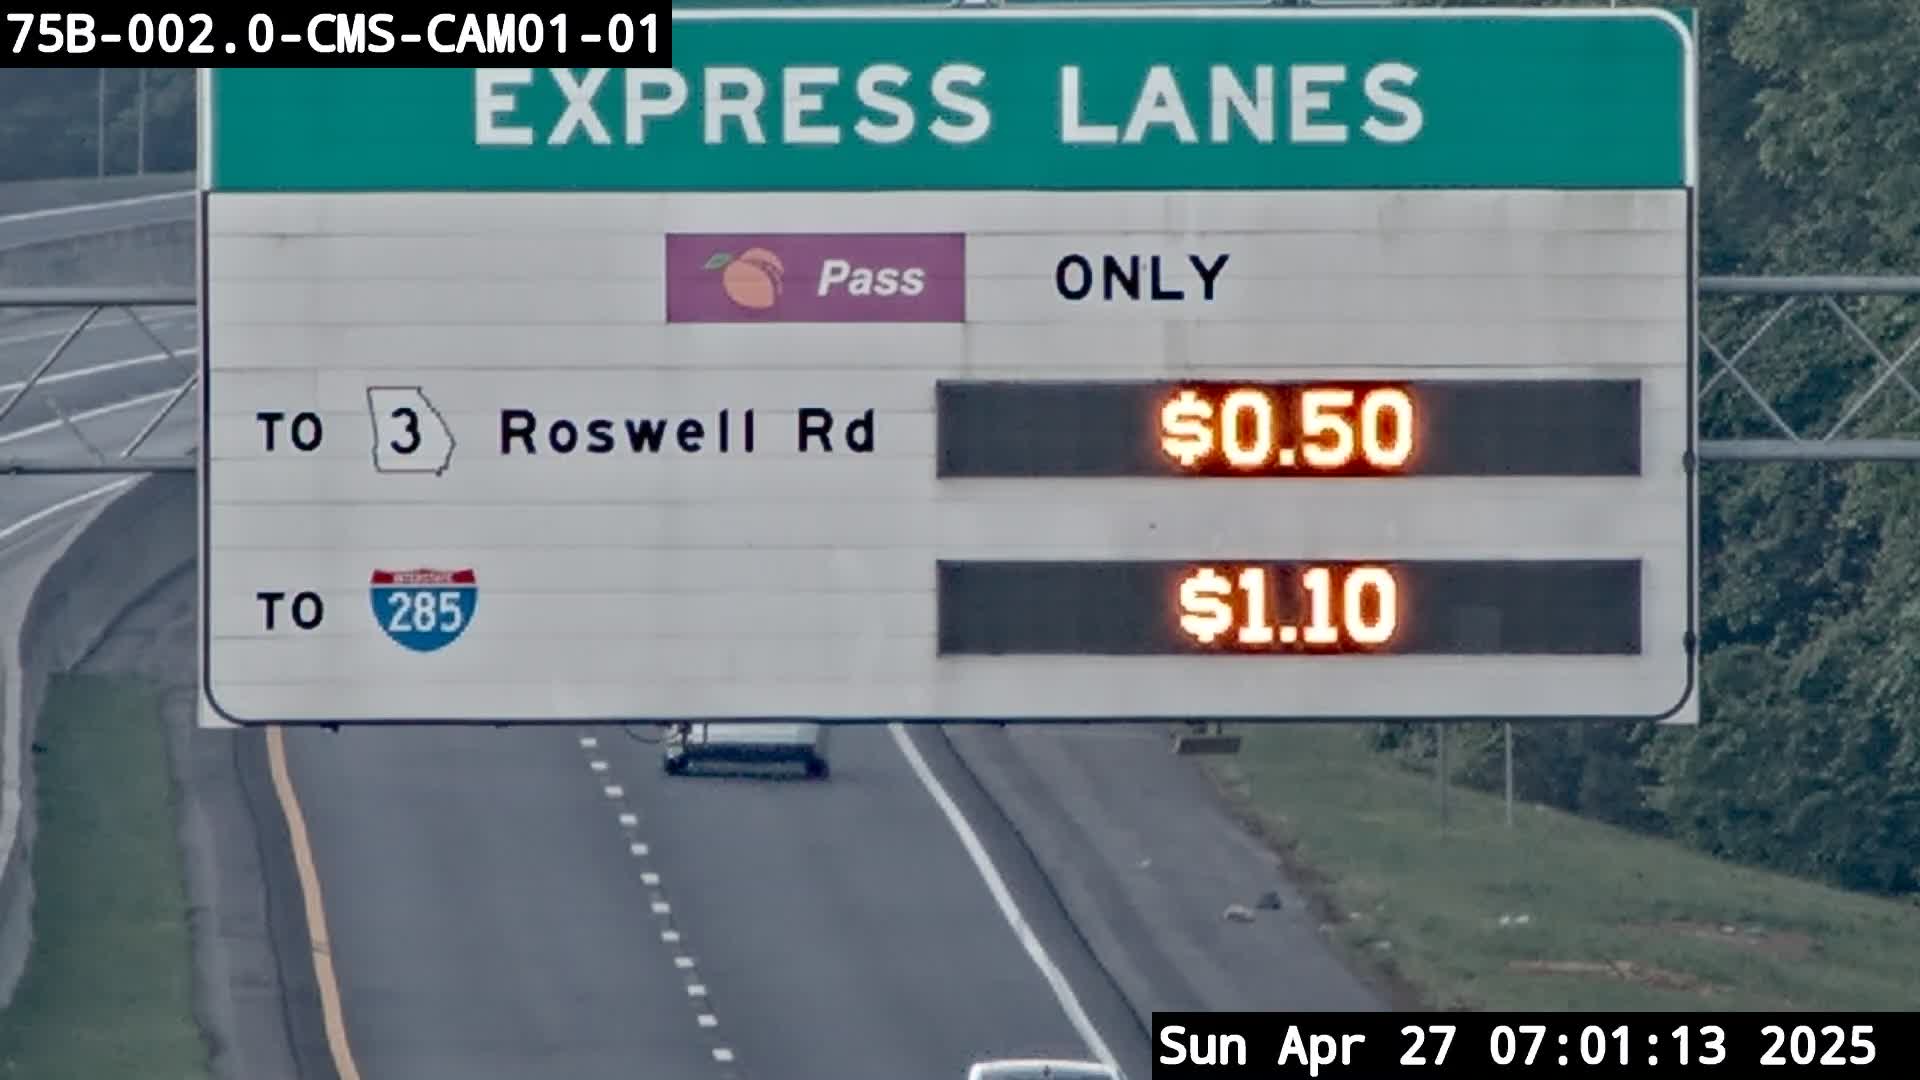 75B-002.0-CMS-CAM01-01
EXPRESS LANES
Pass ONLY
TO 3 Roswell Rd $0.50
TO INTERSTATE 285 $1.10
Sun Apr 27 07:01:13 2025